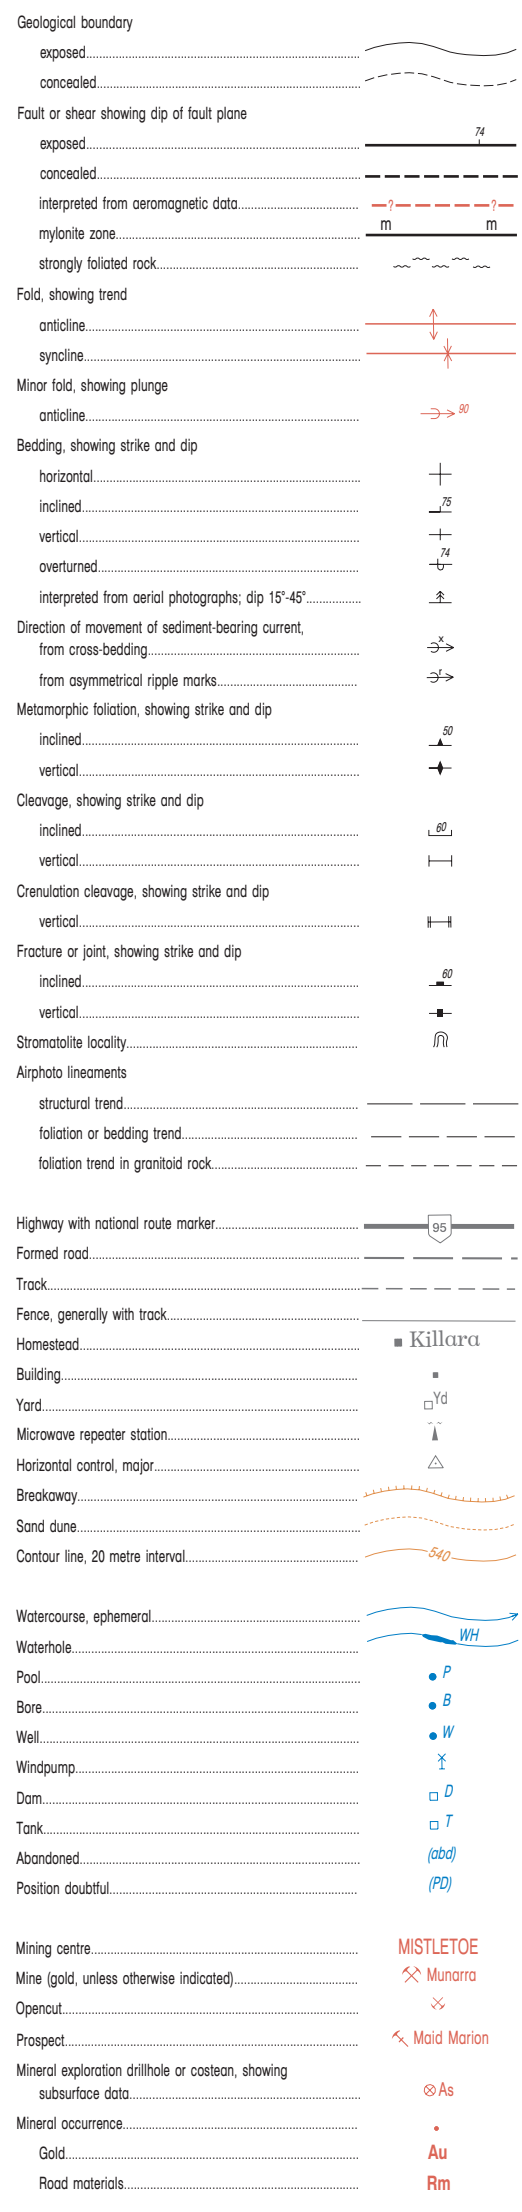 Geological boundary
exposed
concealed
Fault or shear showing dip of fault plane
exposed 74
concealed
interpreted from aeromagnetic data ? ?
mylonite zone m m
strongly foliated rock
Fold, showing trend
anticline
syncline
Minor fold, showing plunge
anticline 90
Bedding, showing strike and dip
horizontal
inclined 75
vertical
overturned 74
interpreted from aerial photographs; dip 15°-45°
Direction of movement of sediment-bearing current,
from cross-bedding x
from asymmetrical ripple marks r
Metamorphic foliation, showing strike and dip
inclined 50
vertical
Cleavage, showing strike and dip
inclined 60
vertical
Crenulation cleavage, showing strike and dip
vertical
Fracture or joint, showing strike and dip
inclined 60
vertical
Stromatolite locality
Airphoto lineaments
structural trend
foliation or bedding trend
foliation trend in granitoid rock
Highway with national route marker 95
Formed road
Track
Fence, generally with track
Homestead Killara
Building
Yard Yd
Microwave repeater station
Horizontal control, major
Breakaway
Sand dune
Contour line, 20 metre interval 540
Watercourse, ephemeral
Waterhole WH
Pool P
Bore B
Well W
Windpump
Dam D
Tank T
Abandoned (abd)
Position doubtful (PD)
Mining centre MISTLETOE
Mine (gold, unless otherwise indicated) Munarra
Opencut
Prospect Maid Marion
Mineral exploration drillhole or costean, showing
subsurface data As
Mineral occurrence
Gold Au
Road materials Rm